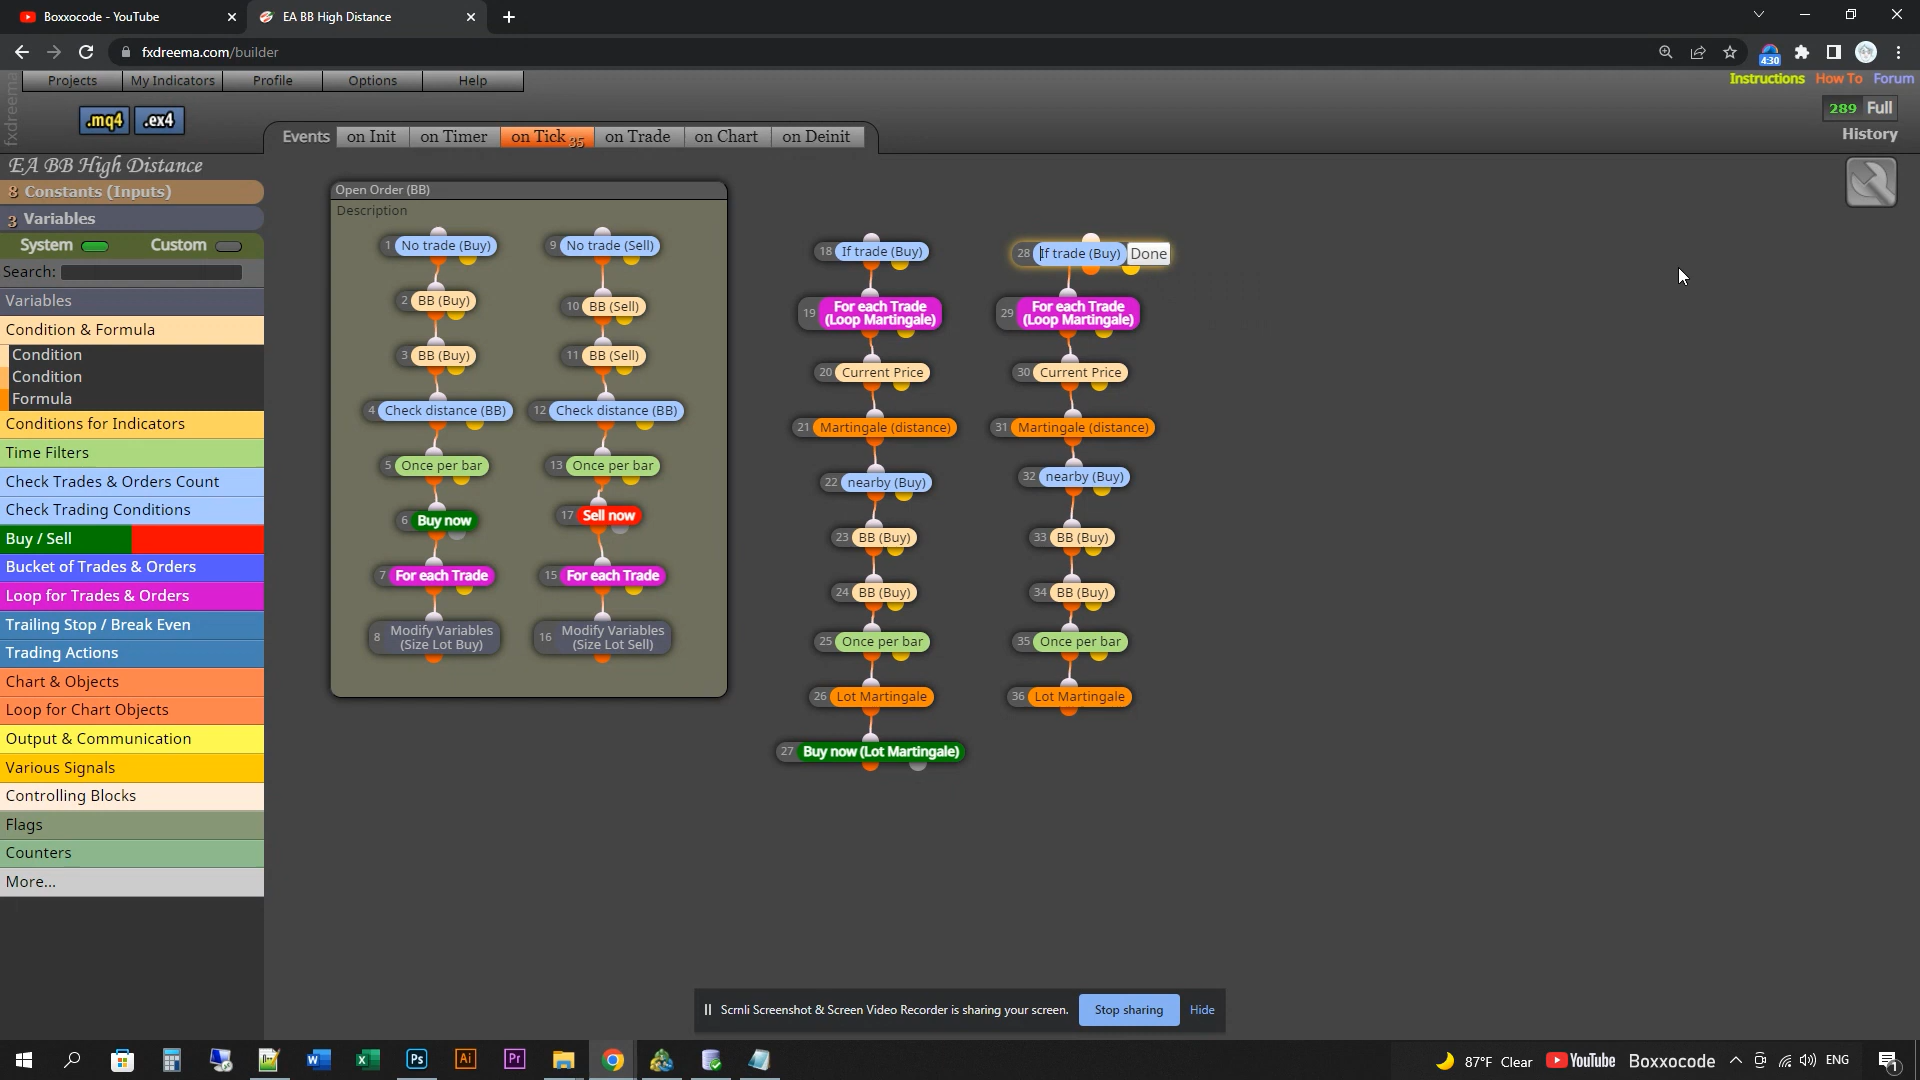 Boxxocode - YouTube
EA BB High Distance
fxdreema.com/builder
4:30
Projects
My Indicators
Profile
Options
Help
Instructions
How To
Forum
fxdreema
.mq4
.ex4
289 Full
History
Events
on Init
on Timer
on Tick 35
on Trade
on Chart
on Deinit
EA BB High Distance
8 Constants (Inputs)
3 Variables
System
Custom
Search:
Variables
Condition & Formula
Condition
Condition
Formula
Conditions for Indicators
Time Filters
Check Trades & Orders Count
Check Trading Conditions
Buy / Sell
Bucket of Trades & Orders
Loop for Trades & Orders
Trailing Stop / Break Even
Trading Actions
Chart & Objects
Loop for Chart Objects
Output & Communication
Various Signals
Controlling Blocks
Flags
Counters
More...
Open Order (BB)
Description
1 No trade (Buy)
2 BB (Buy)
3 BB (Buy)
4 Check distance (BB)
5 Once per bar
6 Buy now
7 For each Trade
8 Modify Variables
(Size Lot Buy)
9 No trade (Sell)
10 BB (Sell)
11 BB (Sell)
12 Check distance (BB)
13 Once per bar
17 Sell now
15 For each Trade
16 Modify Variables
(Size Lot Sell)
18 If trade (Buy)
19 For each Trade
(Loop Martingale)
20 Current Price
21 Martingale (distance)
22 nearby (Buy)
23 BB (Buy)
24 BB (Buy)
25 Once per bar
26 Lot Martingale
27 Buy now (Lot Martingale)
28 If trade (Buy) Done
29 For each Trade
(Loop Martingale)
30 Current Price
31 Martingale (distance)
32 nearby (Buy)
33 BB (Buy)
34 BB (Buy)
35 Once per bar
36 Lot Martingale
Scrnli Screenshot & Screen Video Recorder is sharing your screen.
Stop sharing
Hide
Ps
Ai
Pr
87°F Clear
YouTube Boxxocode
ENG
1